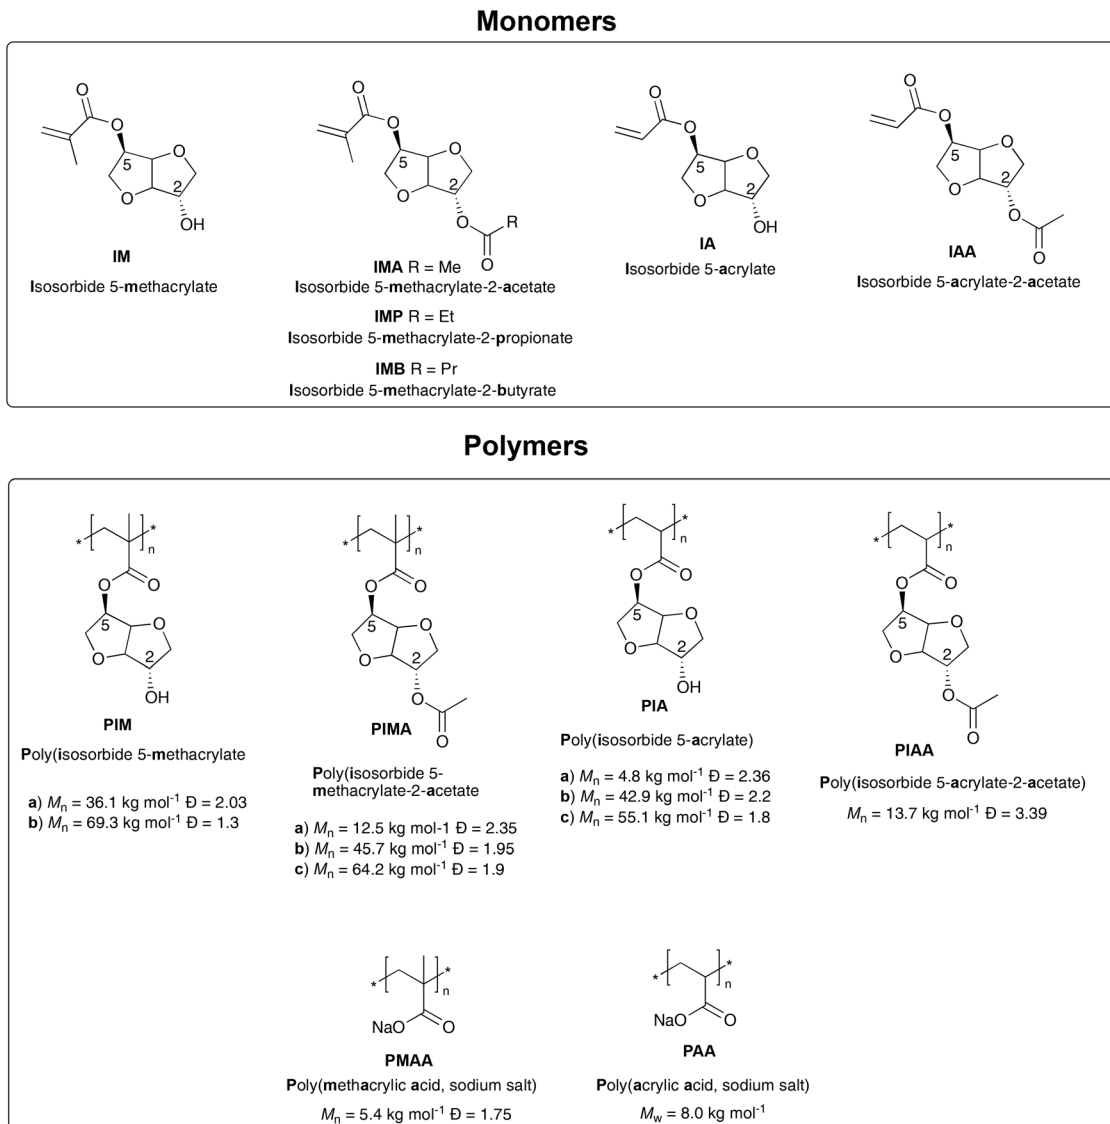 Monomers
O
O
5
O
O
2
OH
IM
Isosorbide 5-methacrylate
O
O
5
O
O
2
O
R
O
IMA R = Me
Isosorbide 5-methacrylate-2-acetate
IMP R = Et
Isosorbide 5-methacrylate-2-propionate
IMB R = Pr
Isosorbide 5-methacrylate-2-butyrate
O
O
5
O
O
2
OH
IA
Isosorbide 5-acrylate
O
O
5
O
O
2
O
O
IAA
Isosorbide 5-acrylate-2-acetate
Polymers
*
*
n
O
O
5
O
O
2
OH
PIM
Poly(isosorbide 5-methacrylate
a) Mn = 36.1 kg mol-1 Đ = 2.03
b) Mn = 69.3 kg mol-1 Đ = 1.3
*
*
n
O
O
5
O
O
2
O
O
PIMA
Poly(isosorbide 5-
methacrylate-2-acetate
a) Mn = 12.5 kg mol-1 Đ = 2.35
b) Mn = 45.7 kg mol-1 Đ = 1.95
c) Mn = 64.2 kg mol-1 Đ = 1.9
*
*
n
O
O
5
O
O
2
OH
PIA
Poly(isosorbide 5-acrylate)
a) Mn = 4.8 kg mol-1 Đ = 2.36
b) Mn = 42.9 kg mol-1 Đ = 2.2
c) Mn = 55.1 kg mol-1 Đ = 1.8
*
*
n
O
O
5
O
O
2
O
O
PIAA
Poly(isosorbide 5-acrylate-2-acetate)
Mn = 13.7 kg mol-1 Đ = 3.39
*
*
n
NaO
O
PMAA
Poly(methacrylic acid, sodium salt)
Mn = 5.4 kg mol-1 Đ = 1.75
*
*
n
NaO
O
PAA
Poly(acrylic acid, sodium salt)
Mw = 8.0 kg mol-1